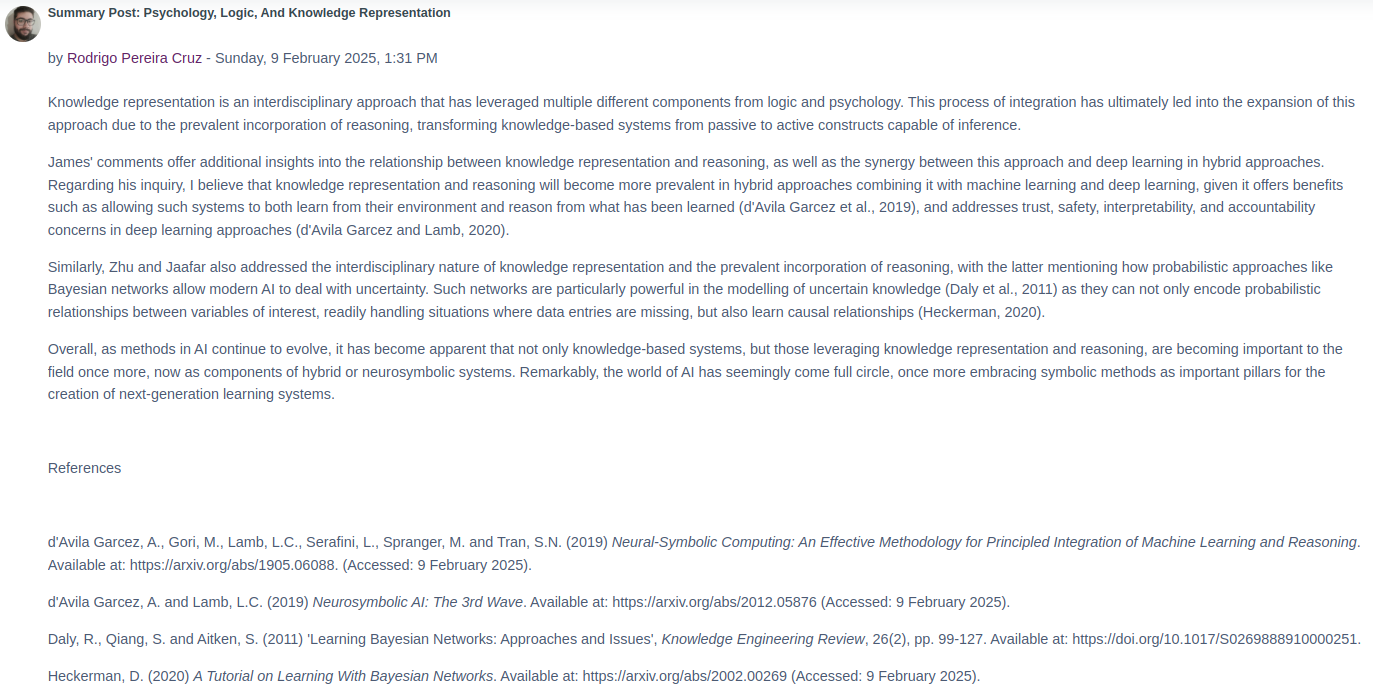 Summary Post: Psychology, Logic, And Knowledge Representation
by Rodrigo Pereira Cruz - Sunday, 9 February 2025, 1:31 PM
Knowledge representation is an interdisciplinary approach that has leveraged multiple different components from logic and psychology. This process of integration has ultimately led into the expansion of this
approach due to the prevalent incorporation of reasoning, transforming knowledge-based systems from passive to active constructs capable of inference.
James' comments offer additional insights into the relationship between knowledge representation and reasoning, as well as the synergy between this approach and deep learning in hybrid approaches.
Regarding his inquiry, I believe that knowledge representation and reasoning will become more prevalent in hybrid approaches combining it with machine learning and deep learning, given it offers benefits
such as allowing such systems to both learn from their environment and reason from what has been learned (d'Avila Garcez et al., 2019), and addresses trust, safety, interpretability, and accountability
concerns in deep learning approaches (d'Avila Garcez and Lamb, 2020).
Similarly, Zhu and Jaafar also addressed the interdisciplinary nature of knowledge representation and the prevalent incorporation of reasoning, with the latter mentioning how probabilistic approaches like
Bayesian networks allow modern AI to deal with uncertainty. Such networks are particularly powerful in the modelling of uncertain knowledge (Daly et al., 2011) as they can not only encode probabilistic
relationships between variables of interest, readily handling situations where data entries are missing, but also learn causal relationships (Heckerman, 2020).
Overall, as methods in AI continue to evolve, it has become apparent that not only knowledge-based systems, but those leveraging knowledge representation and reasoning, are becoming important to the
field once more, now as components of hybrid or neurosymbolic systems. Remarkably, the world of AI has seemingly come full circle, once more embracing symbolic methods as important pillars for the
creation of next-generation learning systems.
References
d'Avila Garcez, A., Gori, M., Lamb, L.C., Serafini, L., Spranger, M. and Tran, S.N. (2019) Neural-Symbolic Computing: An Effective Methodology for Principled Integration of Machine Learning and Reasoning.
Available at: https://arxiv.org/abs/1905.06088. (Accessed: 9 February 2025).
d'Avila Garcez, A. and Lamb, L.C. (2019) Neurosymbolic AI: The 3rd Wave. Available at: https://arxiv.org/abs/2012.05876 (Accessed: 9 February 2025).
Daly, R., Qiang, S. and Aitken, S. (2011) 'Learning Bayesian Networks: Approaches and Issues', Knowledge Engineering Review, 26(2), pp. 99-127. Available at: https://doi.org/10.1017/S0269888910000251.
Heckerman, D. (2020) A Tutorial on Learning With Bayesian Networks. Available at: https://arxiv.org/abs/2002.00269 (Accessed: 9 February 2025).